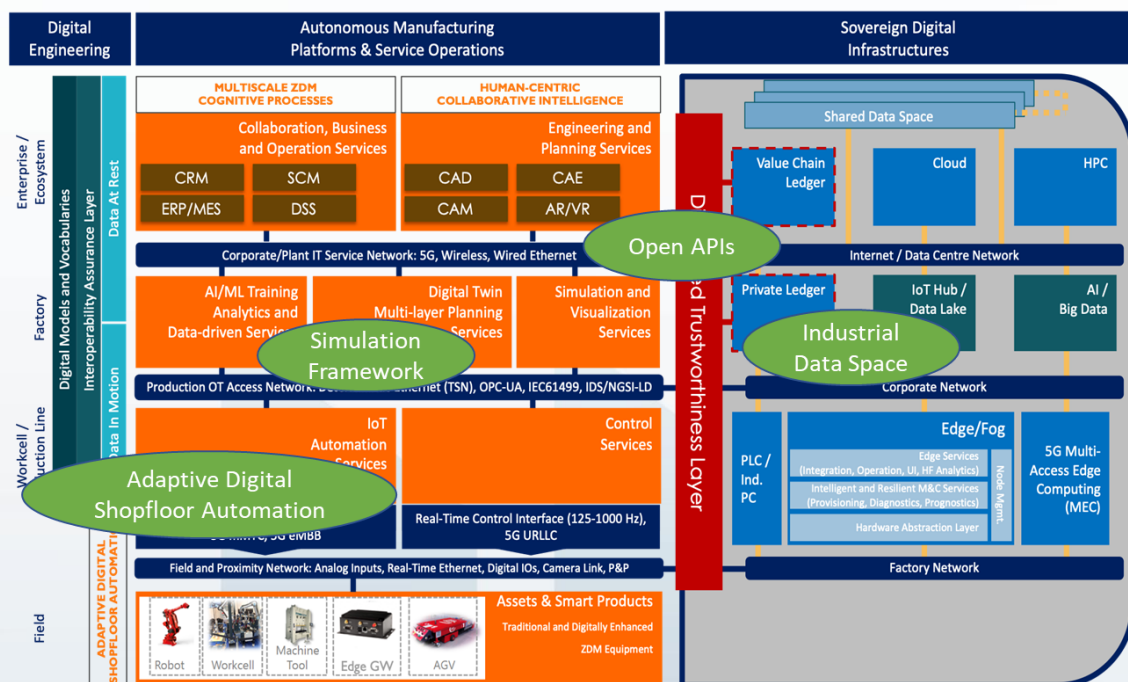 Digital
Engineering
Autonomous Manufacturing
Platforms & Service Operations
Sovereign Digital
Infrastructures
Enterprise /
Ecosystem
Factory
Workcell /
Field
Digital Models and Vocabularies
Interoperability Assurance Layer
Data At Rest
Data In Motion
ADAPTIVE DIGITAL
SHOPFLOOR AUTOMATION
MULTISCALE ZDM
COGNITIVE PROCESSES
HUMAN-CENTRIC
COLLABORATIVE INTELLIGENCE
Collaboration, Business
and Operation Services
CRM
SCM
ERP/MES
DSS
Engineering and
Planning Services
CAD
CAE
CAM
AR/VR
Corporate/Plant IT Service Network: 5G, Wireless, Wired Ethernet
AI/ML Training
Analytics and
Data-driven
Digital Twin
Multi-layer Planning
Services
Simulation and
Visualization
Services
Simulation
Framework
Production OT Access Network:
(TSN), OPC-UA, IEC61499, IDS/NGSI-LD
IoT
Automation
Services
Control
Services
Adaptive Digital
Shopfloor Automation
5G eMBB
Real-Time Control Interface (125-1000 Hz),
5G URLLC
Field and Proximity Network: Analog Inputs, Real-Time Ethernet, Digital IOs, Camera Link, P&P
Robot
Workcell
Machine
Tool
Edge GW
AGV
Assets & Smart Products
Traditional and Digitally Enhanced
ZDM Equipment
Open APIs
Trustworthiness Layer
Shared Data Space
Value Chain
Ledger
Cloud
HPC
Internet / Data Centre Network
Private Ledger
IoT Hub /
Data Lake
AI /
Big Data
Industrial
Data Space
Corporate Network
PLC /
Ind.
PC
Edge/Fog
Edge Services
(Integration, Operation, UI, HF Analytics)
Intelligent and Resilient M&C Services
(Provisioning, Diagnostics, Prognostics)
Hardware Abstraction Layer
Node Mgmt.
5G Multi-
Access Edge
Computing
(MEC)
Factory Network